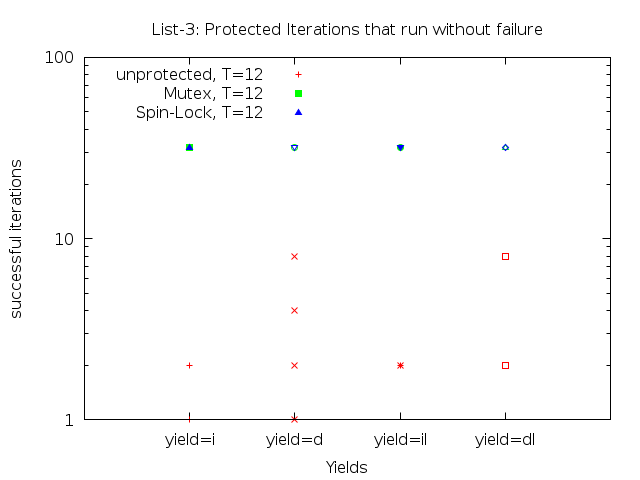 List-3: Protected Iterations that run without failure
100
unprotected, T=12
Mutex, T=12
Spin-Lock, T=12
successful iterations
10
1
yield=i yield=d yield=il yield=dl
Yields